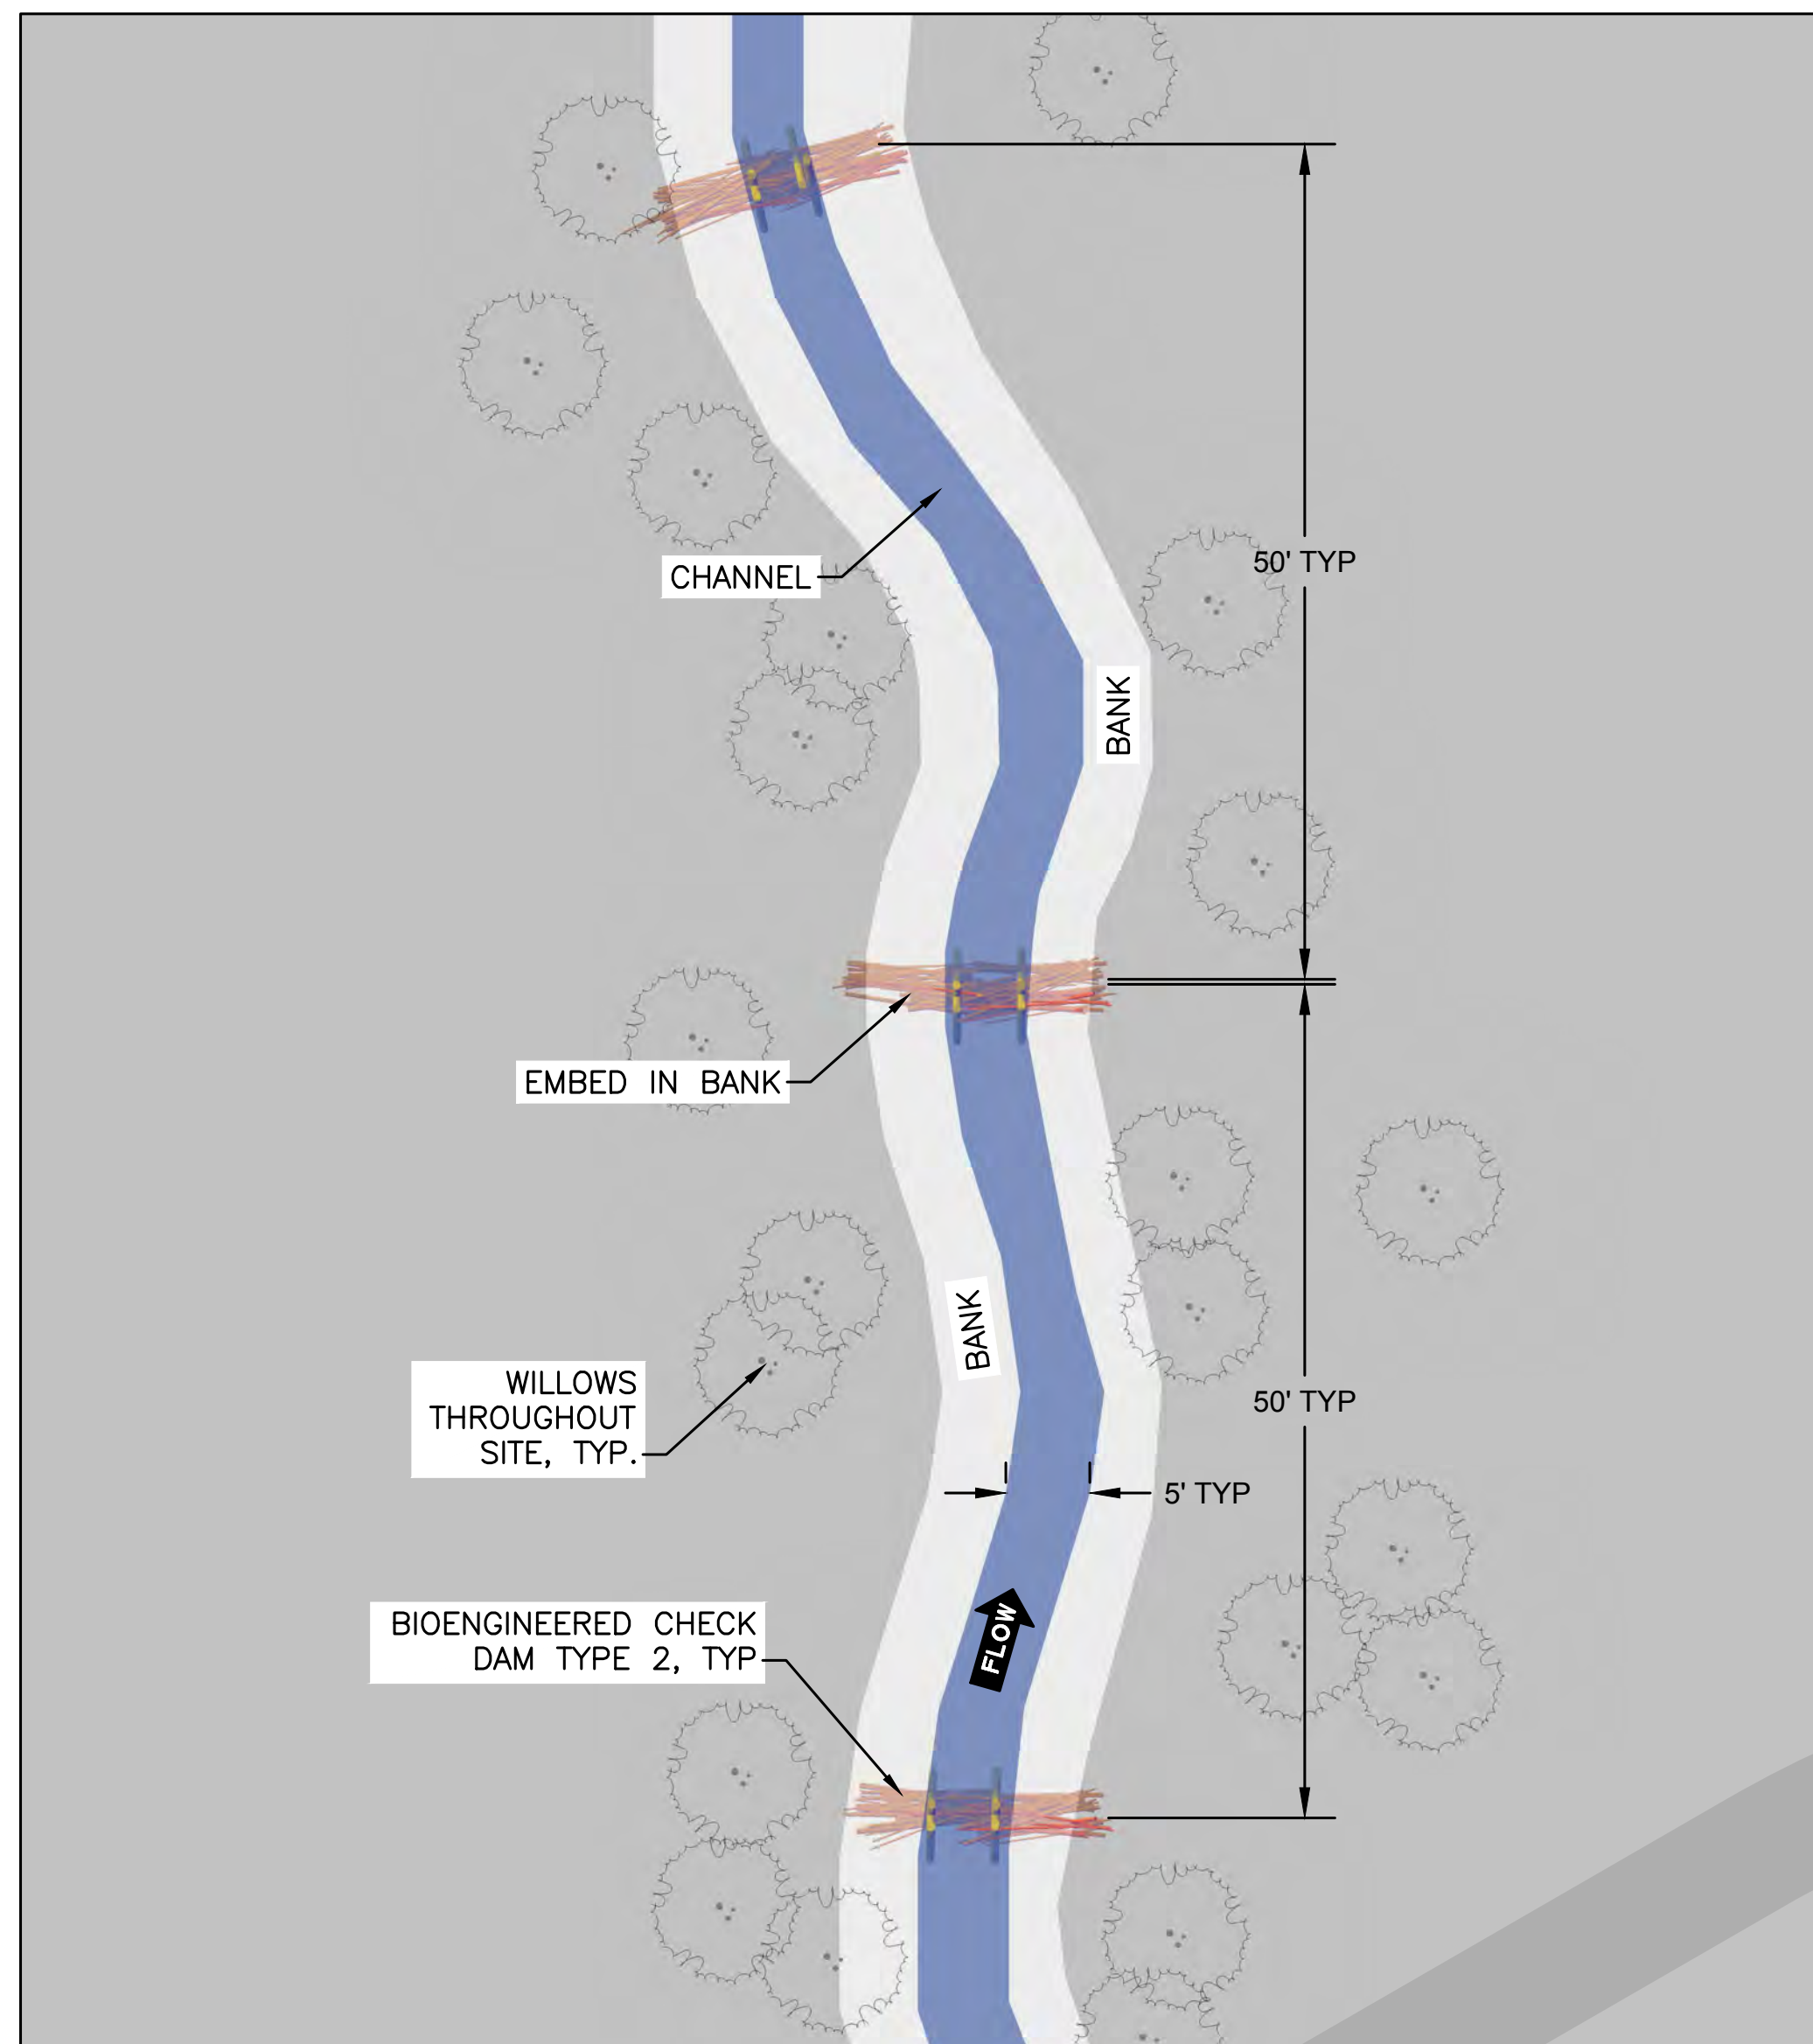 50' TYP
CHANNEL
BANK
EMBED IN BANK
BANK
WILLOWS
THROUGHOUT
SITE, TYP.
50' TYP
5' TYP
FLOW
BIOENGINEERED CHECK
DAM TYPE 2, TYP